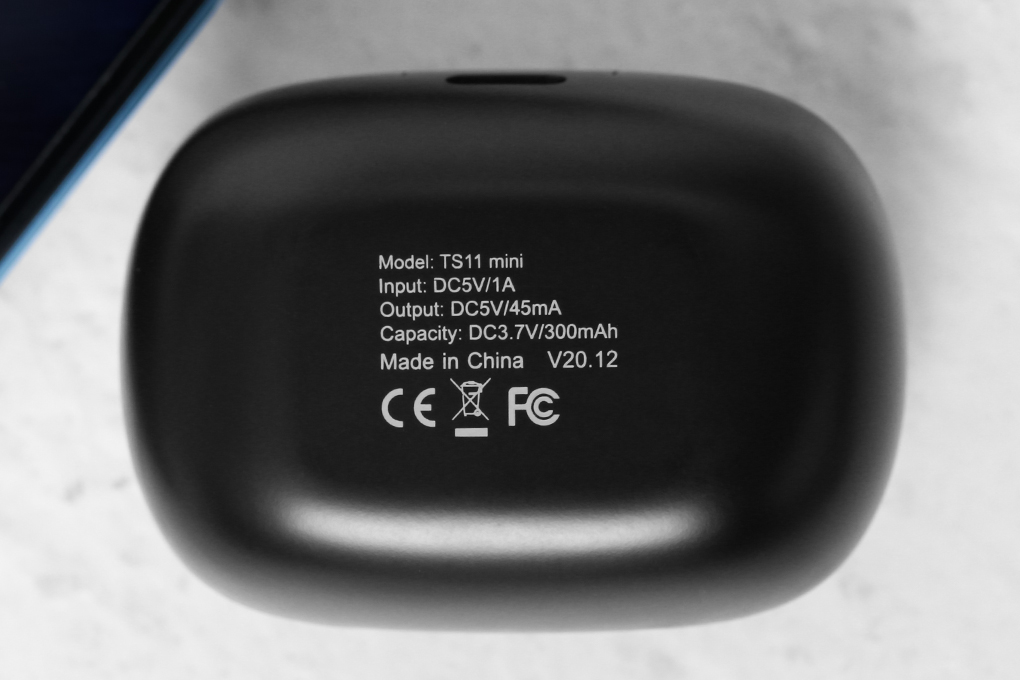 Model: TS11 mini
Input: DC5V/1A
Output: DC5V/45mA
Capacity: DC3.7V/300mAh
Made in China V20.12
CE FC